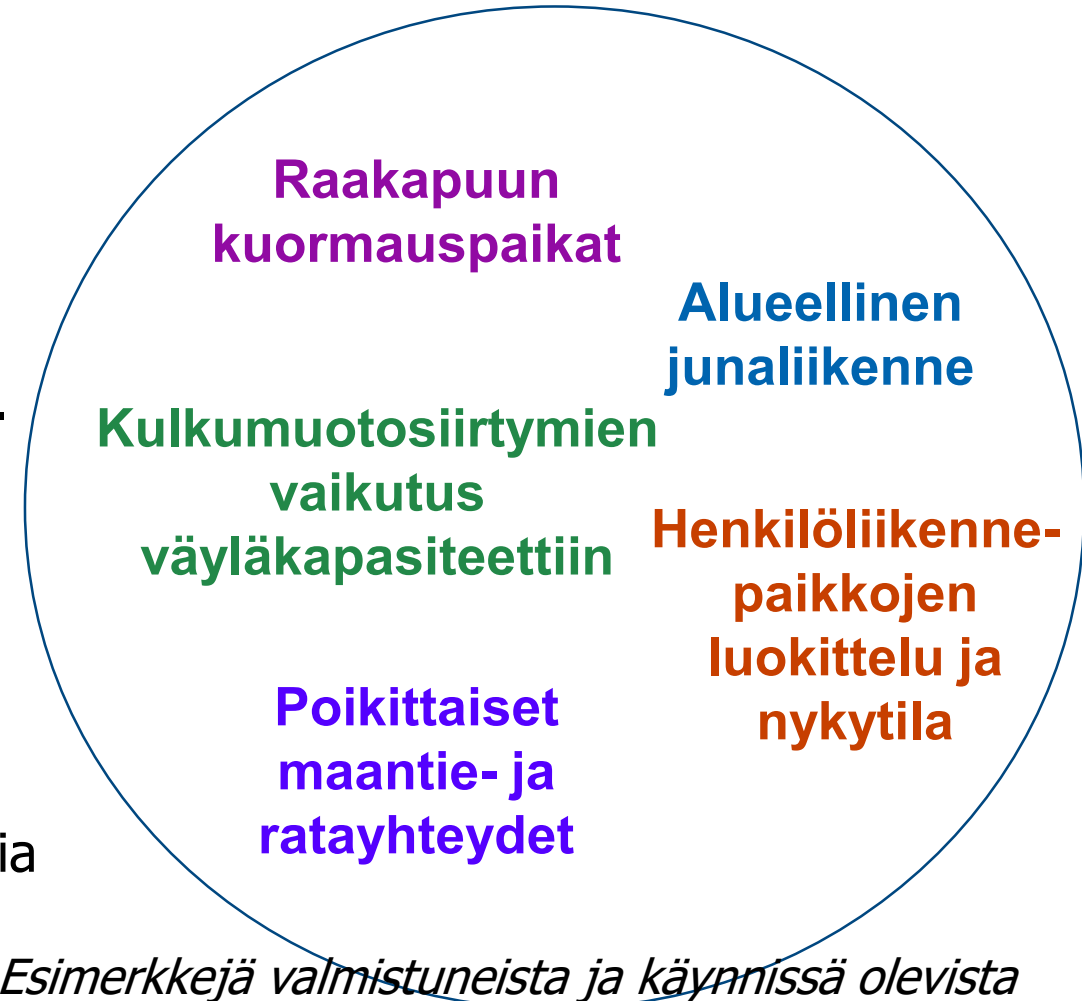 Raakapuun
kuormauspaikat
Alueellinen
junaliikenne
Kulkumuotosiirtymien
vaikutus
väyläkapasiteettiin
Henkilöliikenne-
paikkojen
luokittelu ja
nykytila
Poikittaiset
maantie- ja
ratayhteydet
ia
Esimerkkejä valmistuneista ja käynnissä olevista